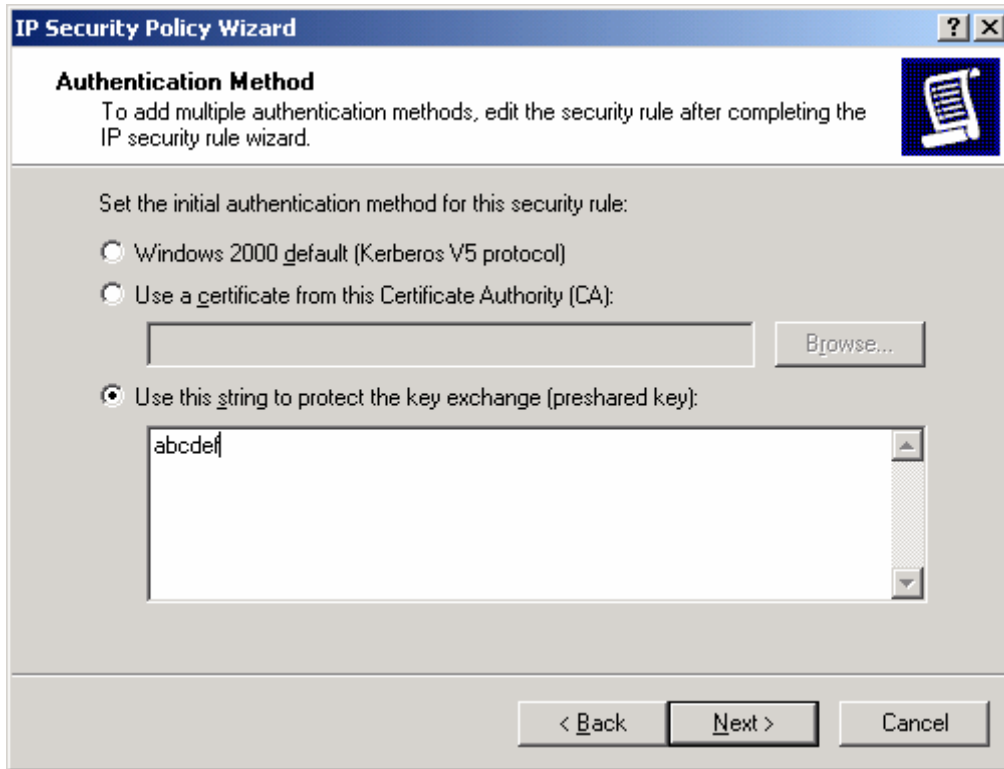 IP Security Policy Wizard
Authentication Method
To add multiple authentication methods, edit the security rule after completing the
IP security rule wizard.
Set the initial authentication method for this security rule:
Windows 2000 default (Kerberos V5 protocol)
Use a certificate from this Certificate Authority (CA):
Browse...
Use this string to protect the key exchange (preshared key):
abcdef
< Back Next > Cancel